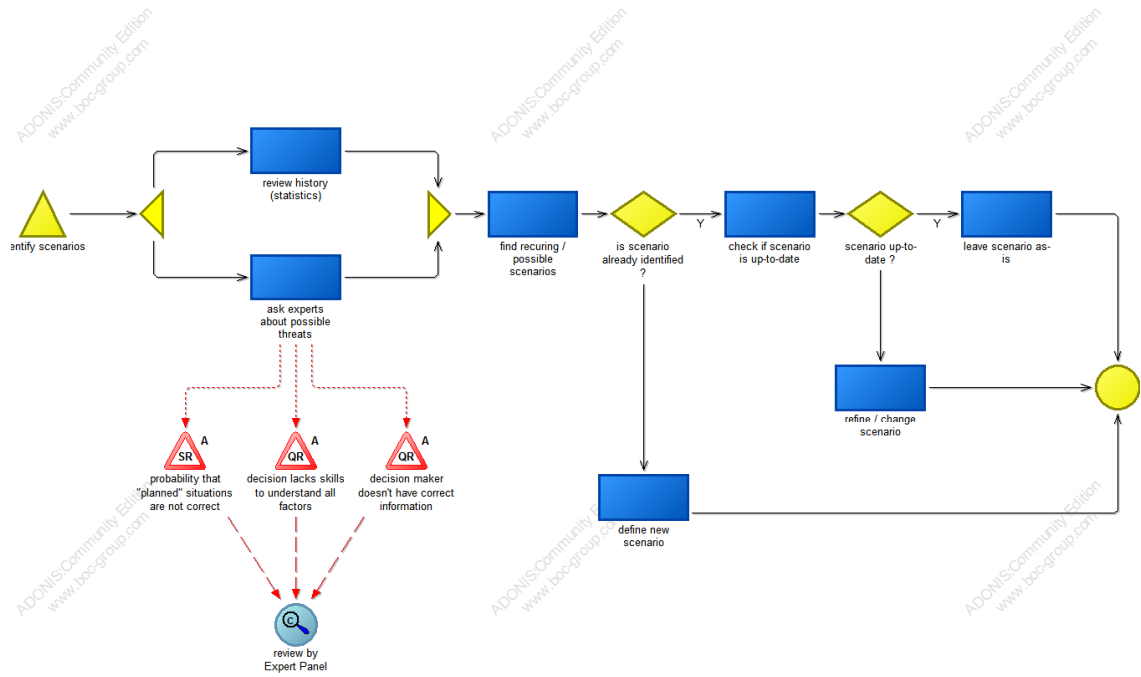 ADONIS:Community Edition
www.boc-group.com
ADONIS:Community Edition
www.boc-group.com
ADONIS:Community Edition
www.boc-group.com
review history
(statistics)
entify scenarios
find recuring /
possible
scenarios
is scenario
already identified
?
Y
check if scenario
is up-to-date
scenario up-to-
date ?
Y
leave scenario as-
is
ask experts
about possible
threats
refine / change
scenario
SR
A
QR
A
QR
A
probability that
"planned" situations
are not correct
decision lacks skills
to understand all
factors
decision maker
doesn't have correct
information
define new
scenario
ADONIS:Community Edition
www.boc-group.com
ADONIS:Community Edition
www.boc-group.com
ADONIS:Community Edition
www.boc-group.com
C
review by
Expert Panel